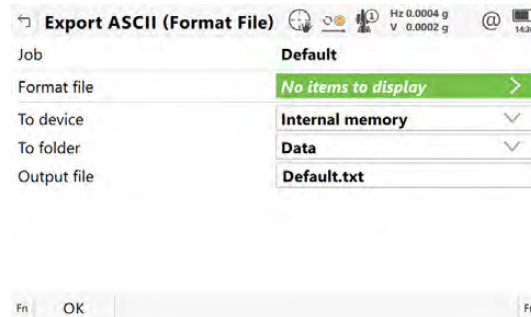 Export ASCII (Format File) 1 Hz 0.0004 g
V 0.0002 g
@
Job Default
Format file No items to display
To device Internal memory
To folder Data
Output file Default.txt
Fn OK